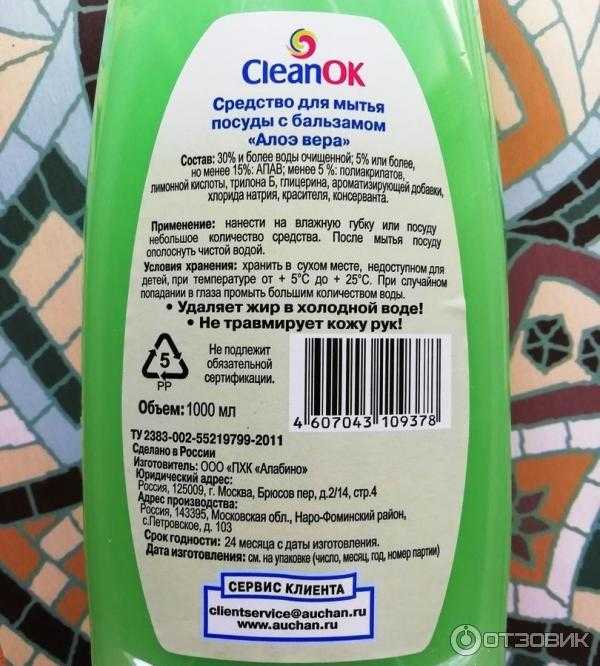 CleanOK
Средство для мытья
посуды с бальзамом
«Алоэ вера»
Состав: 30% и более воды очищенной; 5% или более,
но менее 15%: АПАВ; менее 5 %: полиакрилатов,
лимонной кислоты, трилона Б, глицерина, ароматизирующей добавки,
хлорида натрия, красителя, консерванта.
Применение: нанести на влажную губку или посуду
небольшое количество средства. После мытья посуду
ополоснуть чистой водой.
Условия хранения: хранить в сухом месте, недоступном для
детей, при температуре от + 5°С до + 25°С. При случайном
попадании в глаза промыть большим количеством воды.
• Удаляет жир в холодной воде!
• Не травмирует кожу рук!
5
PP
Не подлежит
обязательной
сертификации.
Объем: 1000 мл
4 607043 109378
ТУ 2383-002-55219799-2011
Сделано в России
Изготовитель: ООО «ПХК «Алабино»
Юридический адрес:
Россия, 125009, г. Москва, Брюсов пер, д.2/14, стр.4
Адрес производства:
Россия, 143395, Московская обл., Наро-Фоминский район,
с.Петровское, д. 103
Срок годности: 24 месяца с даты изготовления.
Дата изготовления: см. на упаковке (число, месяц, год, номер партии)
СЕРВИС КЛИЕНТА
clientservice@auchan.ru
www.auchan.ru
ОТЗОВИК